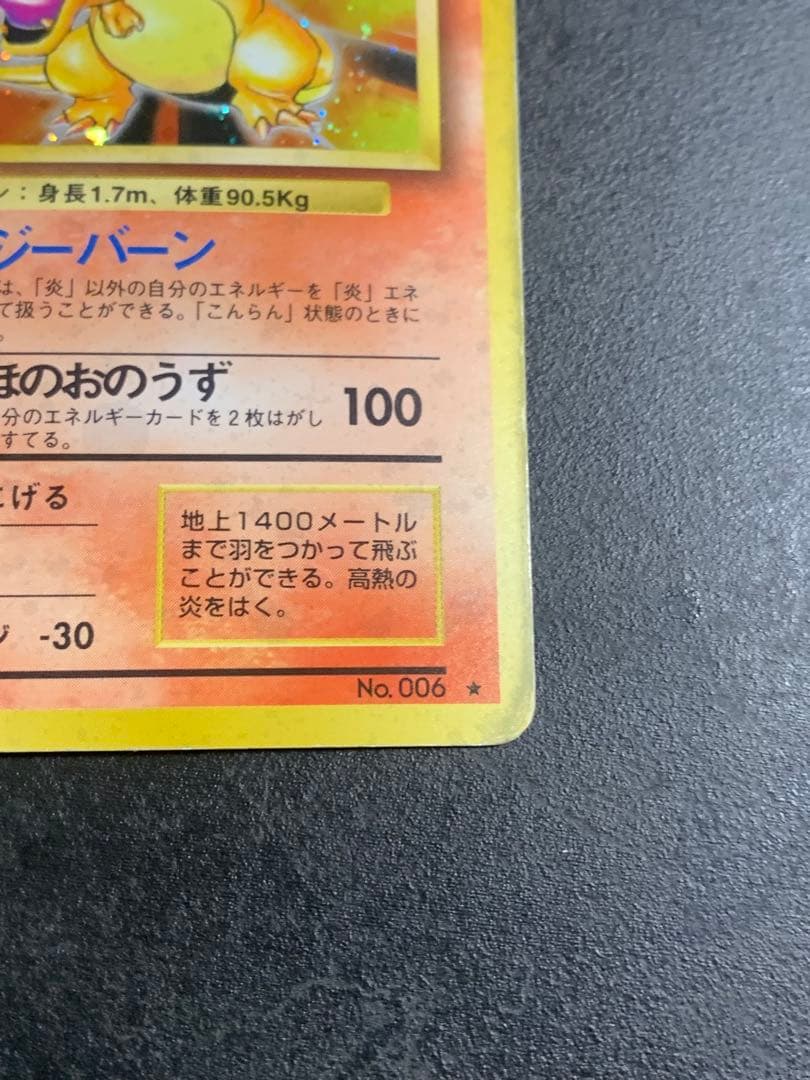 ン：身長1.7m、体重90.5Kg
ジーバーン
は、「炎」以外の自分のエネルギーを「炎」エネ
て扱うことができる。「こんらん」状態のときに
。
ほのおのうず
100
分のエネルギーカードを2枚はがし
すてる。
にげる
地上1400メートル
まで羽をつかって飛ぶ
ことができる。高熱の
炎をはく。
ジ -30
No. 006 ★